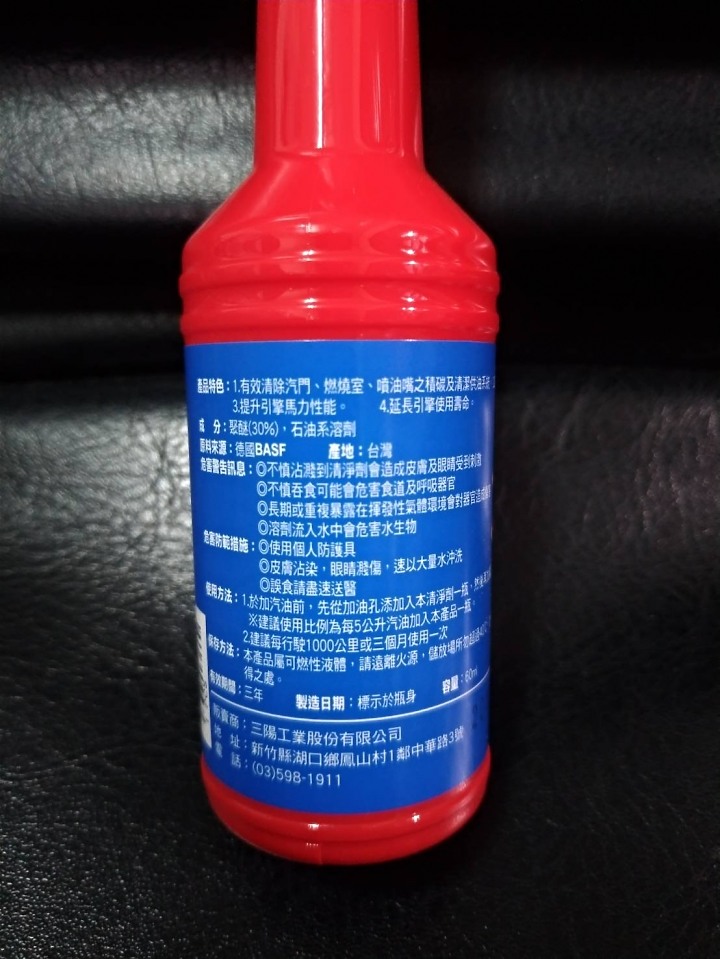 產品特色：1.有效清除汽門、燃燒室、噴油嘴之積碳及清潔供油系統
3.提升引擎馬力性能。 4.延長引擎使用壽命。
成 分：聚醚(30%)，石油系溶劑
原料來源：德國BASF 產地：台灣
危害警告訊息：◎不慎沾濺到清淨劑會造成皮膚及眼睛受到刺激
◎不慎吞食可能會危害食道及呼吸器官
◎長期或重複暴露在揮發性氣體環境會對器官造成
◎溶劑流入水中會危害水生物
危害防範措施：◎使用個人防護具
◎皮膚沾染，眼睛濺傷，速以大量水沖洗
◎誤食請盡速送醫
使用方法：1.於加汽油前，先從加油孔添加入本清淨劑一瓶，然後
※建議使用比例為每5公升汽油加入本產品一瓶。
2.建議每行駛1000公里或三個月使用一次
保存方法：本產品屬可燃性液體，請遠離火源，儲放場所勿超過40℃
得之處。
有效期間：三年 製造日期：標示於瓶身 容量：60ml
販賣商：三陽工業股份有限公司
地 址：新竹縣湖口鄉鳳山村1鄰中華路3號
電 話：(03)598-1911